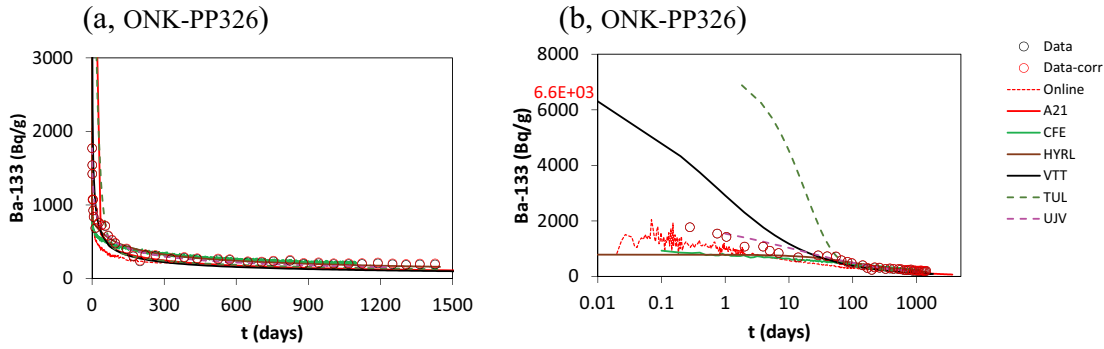 (a, ONK-PP326)
3000
2000
1000
0
Ba-133 (Bq/g)
0 300 600 900 1200 1500
t (days)
(b, ONK-PP326)
8000
6.6E+03
6000
4000
2000
0
Ba-133 (Bq/g)
0.01 0.1 1 10 100 1000
t (days)
Data
Data-corr
Online
A21
CFE
HYRL
VTT
TUL
UJV